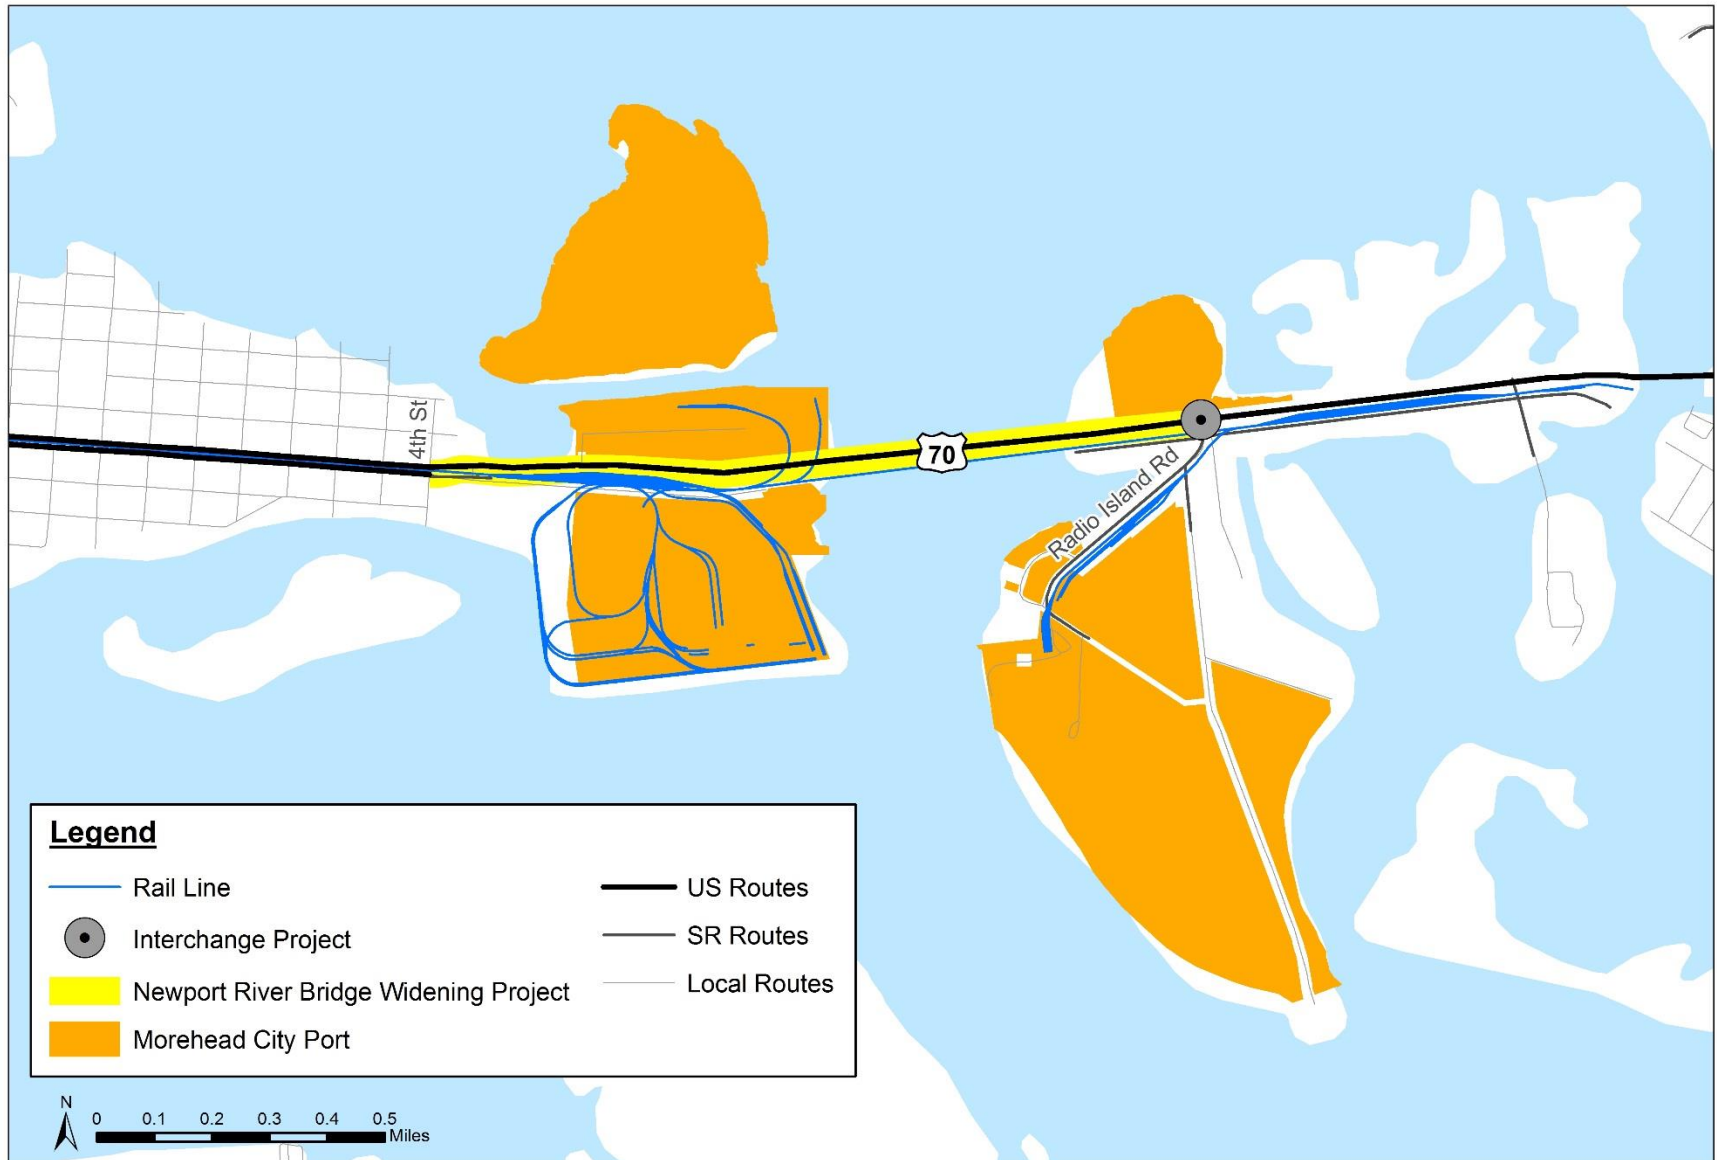 4th St
70
Radio Island Rd
Legend
Rail Line
Interchange Project
Newport River Bridge Widening Project
Morehead City Port
US Routes
SR Routes
Local Routes
N
0 0.1 0.2 0.3 0.4 0.5
Miles